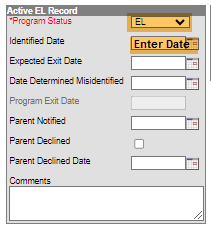 Active EL Record
*Program Status EL
Identified Date Enter Date
Expected Exit Date
Date Determined Misidentified
Program Exit Date
Parent Notified
Parent Declined
Parent Declined Date
Comments